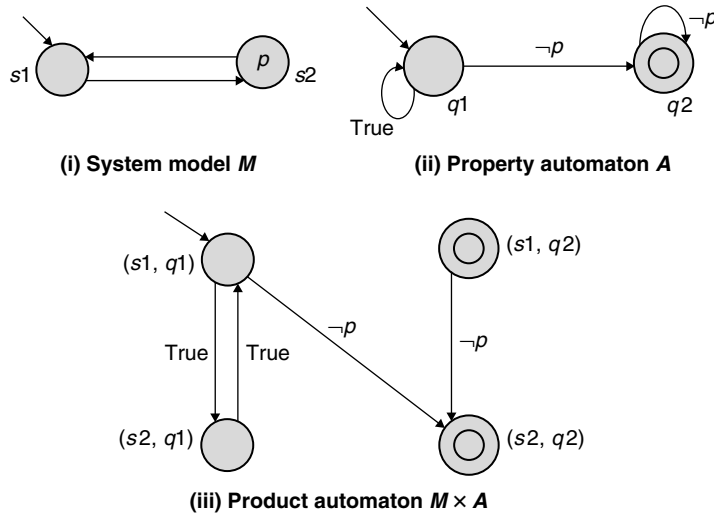 p
s1
s2
(i) System model M
¬p
¬p
True
q1
q2
(ii) Property automaton A
(s1, q1)
(s1, q2)
¬p
True
True
¬p
(s2, q1)
(s2, q2)
(iii) Product automaton M × A